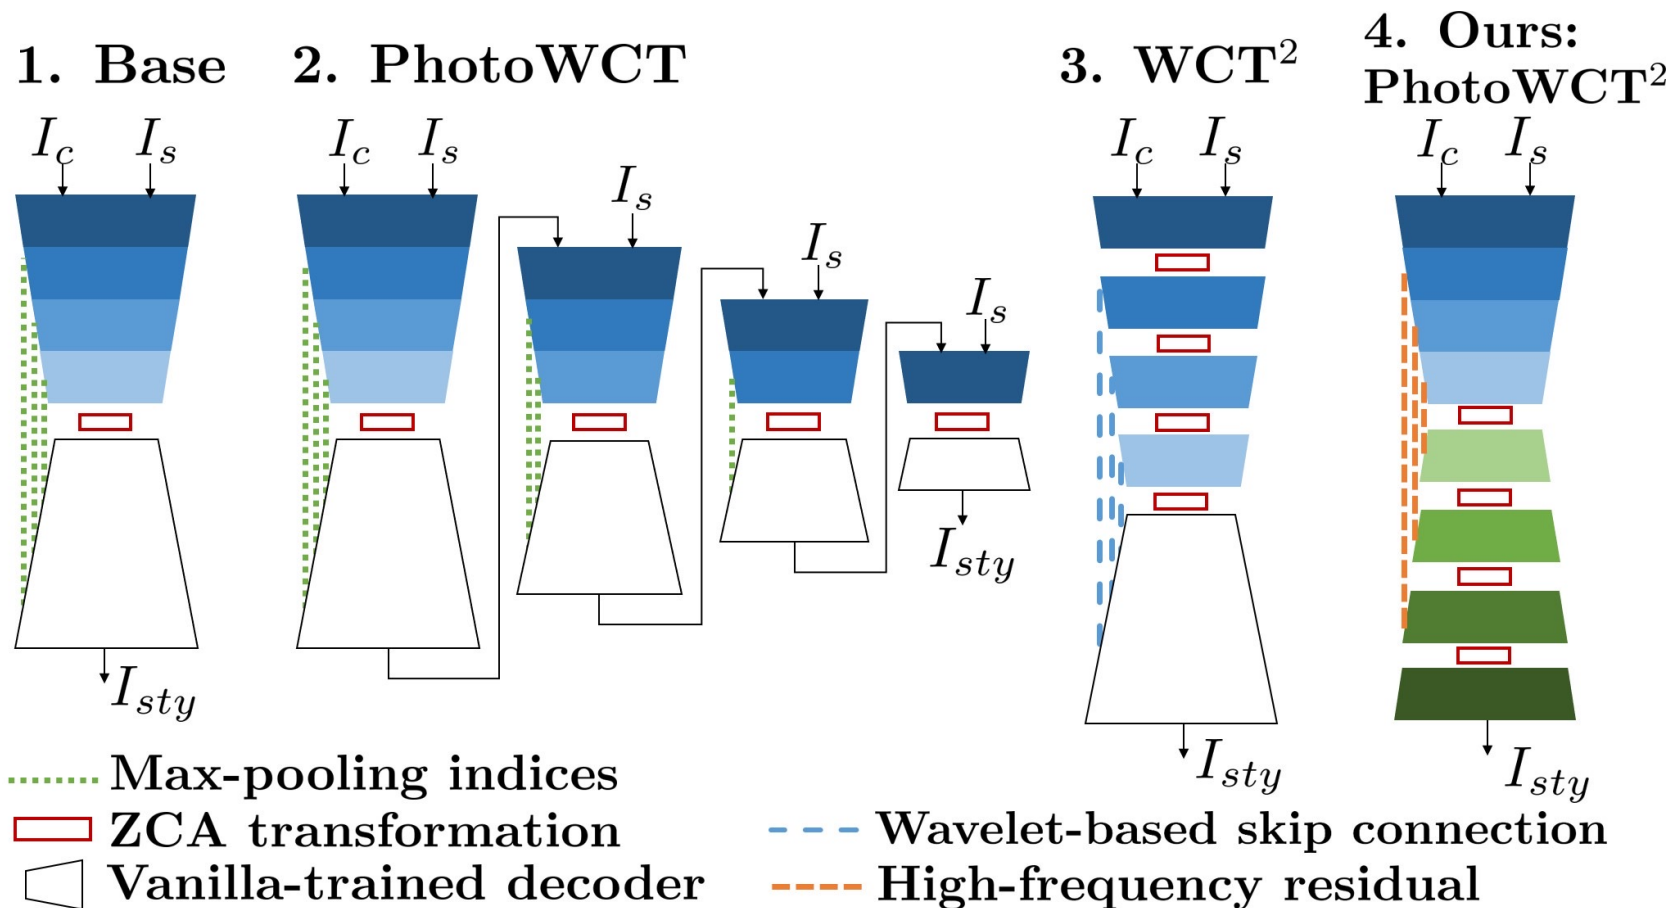 1. Base
2. PhotoWCT
3. WCT²
4. Ours:
PhotoWCT²
I_c I_s
I_c I_s
I_s
I_s
I_s
I_c I_s
I_c I_s
I_sty
I_sty
I_sty
I_sty
Max-pooling indices
ZCA transformation
Vanilla-trained decoder
Wavelet-based skip connection
High-frequency residual